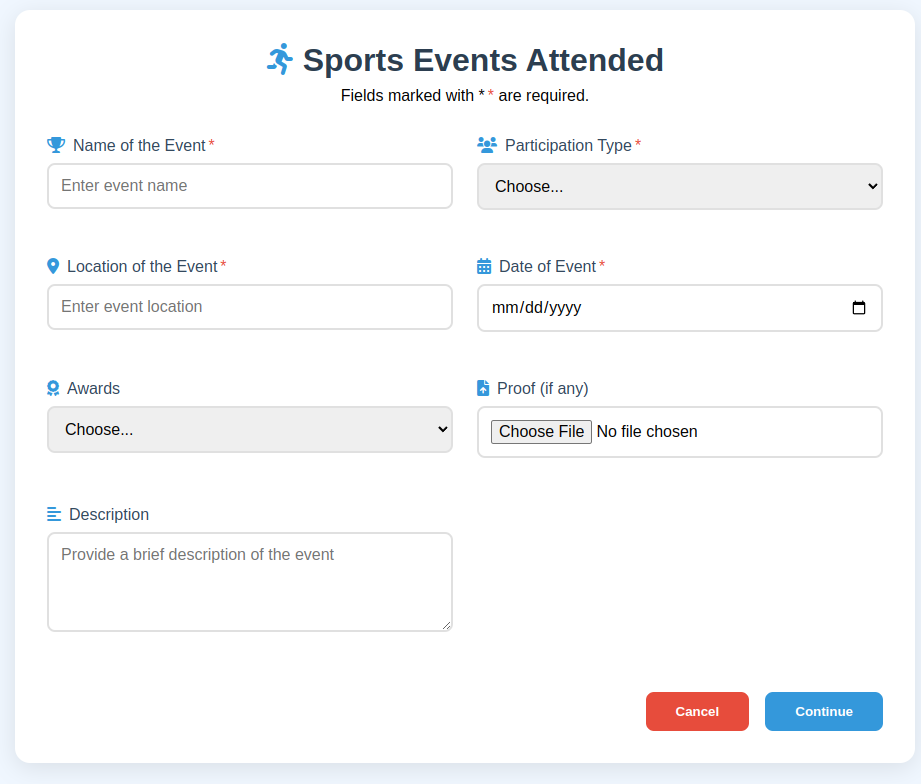 Sports Events Attended
Fields marked with * * are required.
Name of the Event *
Participation Type *
Enter event name
Choose...
Location of the Event *
Date of Event *
Enter event location
mm/dd/yyyy
Awards
Proof (if any)
Choose...
Choose File No file chosen
Description
Provide a brief description of the event
Cancel
Continue